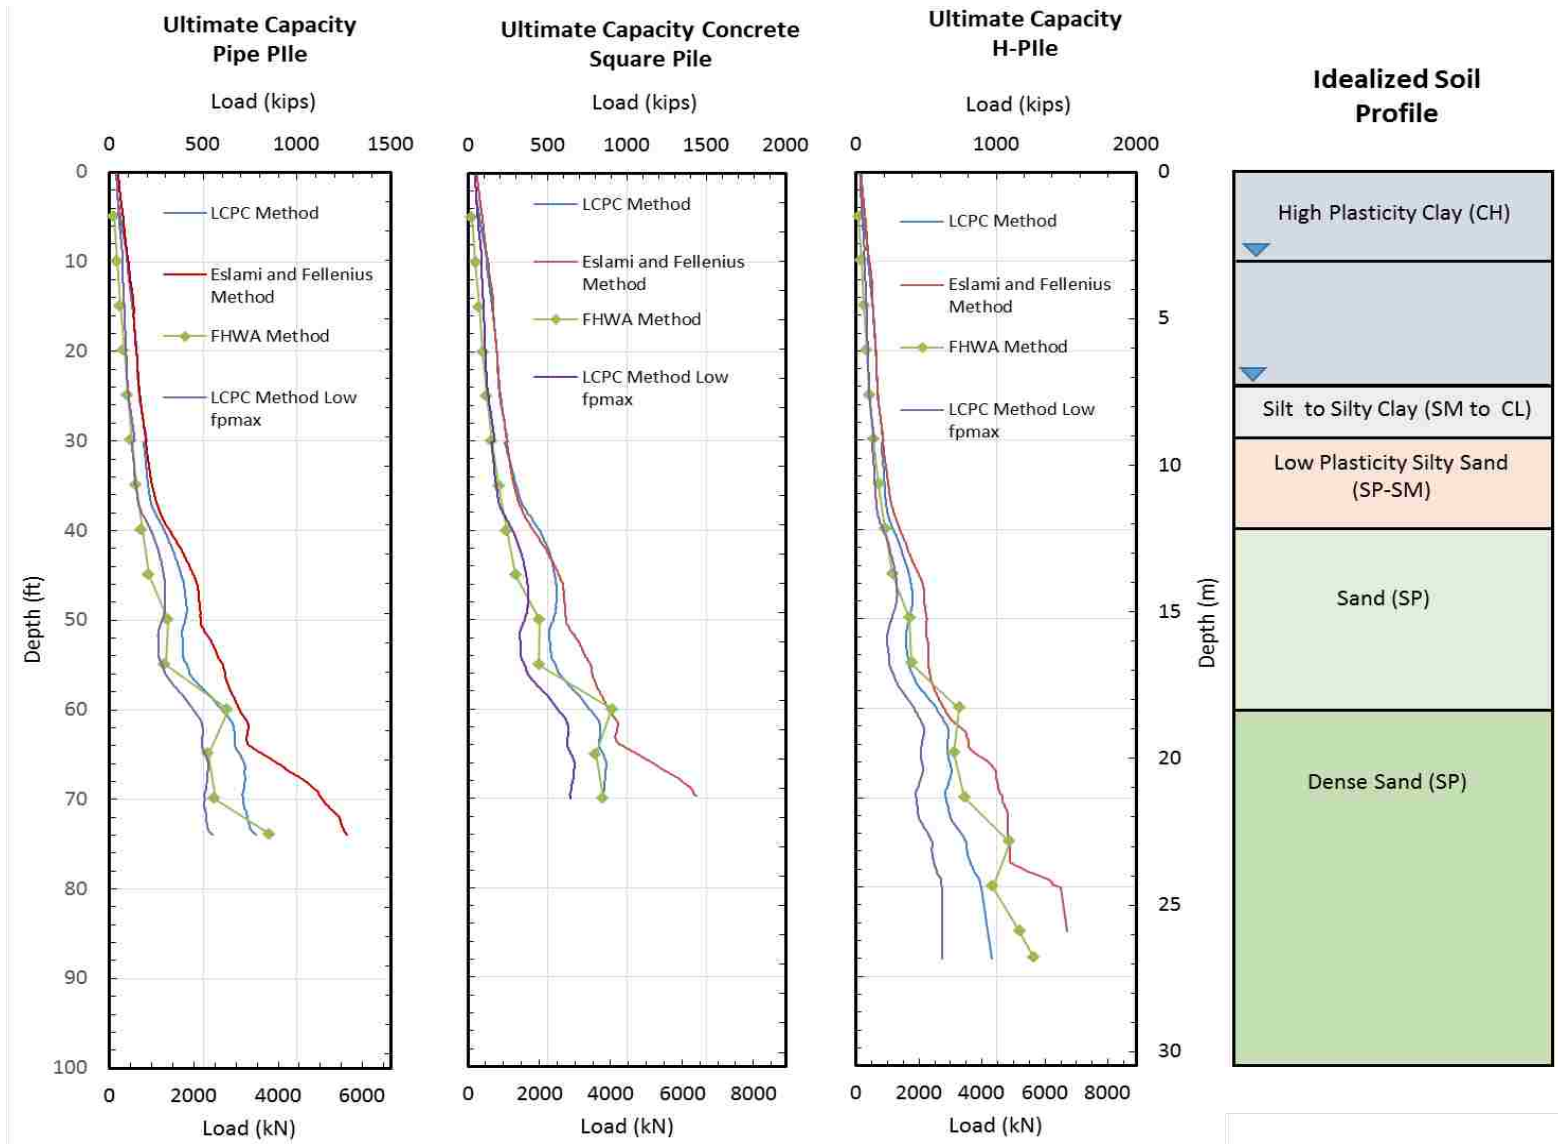 Ultimate Capacity
Pipe PIle
Load (kips)
0 500 1000 1500
0
10
20
30
40
50
60
70
80
90
100
Depth (ft)
LCPC Method
Eslami and Fellenius
Method
FHWA Method
LCPC Method Low
fpmax
0 2000 4000 6000
Load (kN)
Ultimate Capacity Concrete
Square Pile
Load (kips)
0 500 1000 1500 2000
LCPC Method
Eslami and Fellenius
Method
FHWA Method
LCPC Method Low
fpmax
0 2000 4000 6000 8000
Load (kN)
Ultimate Capacity
H-PIle
Load (kips)
0 1000 2000
LCPC Method
Eslami and Fellenius
Method
FHWA Method
LCPC Method Low
fpmax
0 2000 4000 6000 8000
Load (kN)
0
5
10
15
20
25
30
Depth (m)
Idealized Soil
Profile
High Plasticity Clay (CH)
Silt to Silty Clay (SM to CL)
Low Plasticity Silty Sand
(SP-SM)
Sand (SP)
Dense Sand (SP)